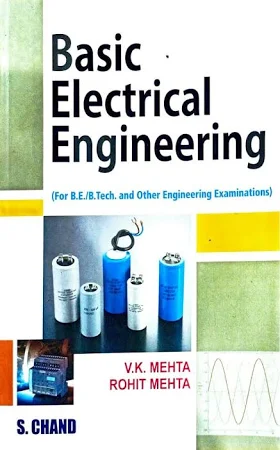 Basic
Electrical
Engineering
(For B.E./B.Tech. and Other Engineering Examinations)
V.K. MEHTA
ROHIT MEHTA
S. CHAND